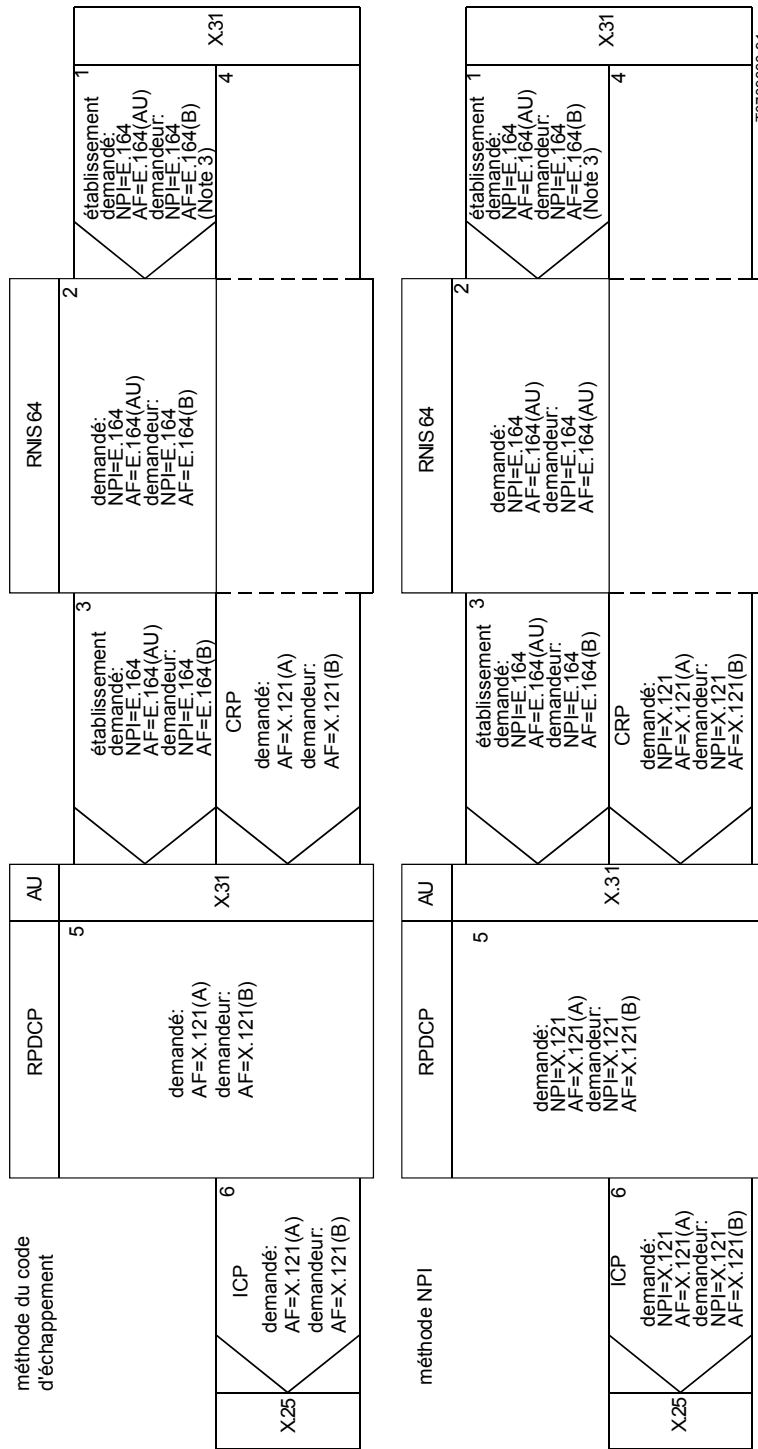 méthode du code
d'échappement
RPDCP
AU
RNIS 64
X.25
6
ICP
demandé:
AF=X.121(A)
demandeur:
AF=X.121(B)
5
demandé:
AF=X.121(A)
demandeur:
AF=X.121(B)
X.31
3
établissement
demandé:
NPI=E.164
AF=E.164(AU)
demandeur:
NPI=E.164
AF=E.164(B)
CRP
demandé:
AF=X.121(A)
demandeur:
AF=X.121(B)
2
demandé:
NPI=E.164
AF=E.164(AU)
demandeur:
NPI=E.164
AF=E.164(B)
1
établissement
demandé:
NPI=E.164
AF=E.164(AU)
demandeur:
NPI=E.164
AF=E.164(B)
(Note 3)
4
X.31
méthode NPI
RPDCP
AU
RNIS 64
X.25
6
ICP
demandé:
NPI=X.121
AF=X.121(A)
demandeur:
NPI=X.121
AF=X.121(B)
5
demandé:
NPI=X.121
AF=X.121(A)
demandeur:
NPI=X.121
AF=X.121(B)
X.31
3
établissement
demandé:
NPI=E.164
AF=E.164(AU)
demandeur:
NPI=E.164
AF=E.164(B)
CRP
demandé:
NPI=X.121
AF=X.121(A)
demandeur:
NPI=X.121
AF=X.121(B)
2
demandé:
NPI=E.164
AF=E.164(AU)
demandeur:
NPI=E.164
AF=E.164(AU)
1
établissement
demandé:
NPI=E.164
AF=E.164(AU)
demandeur:
NPI=E.164
AF=E.164(B)
(Note 3)
4
X.31